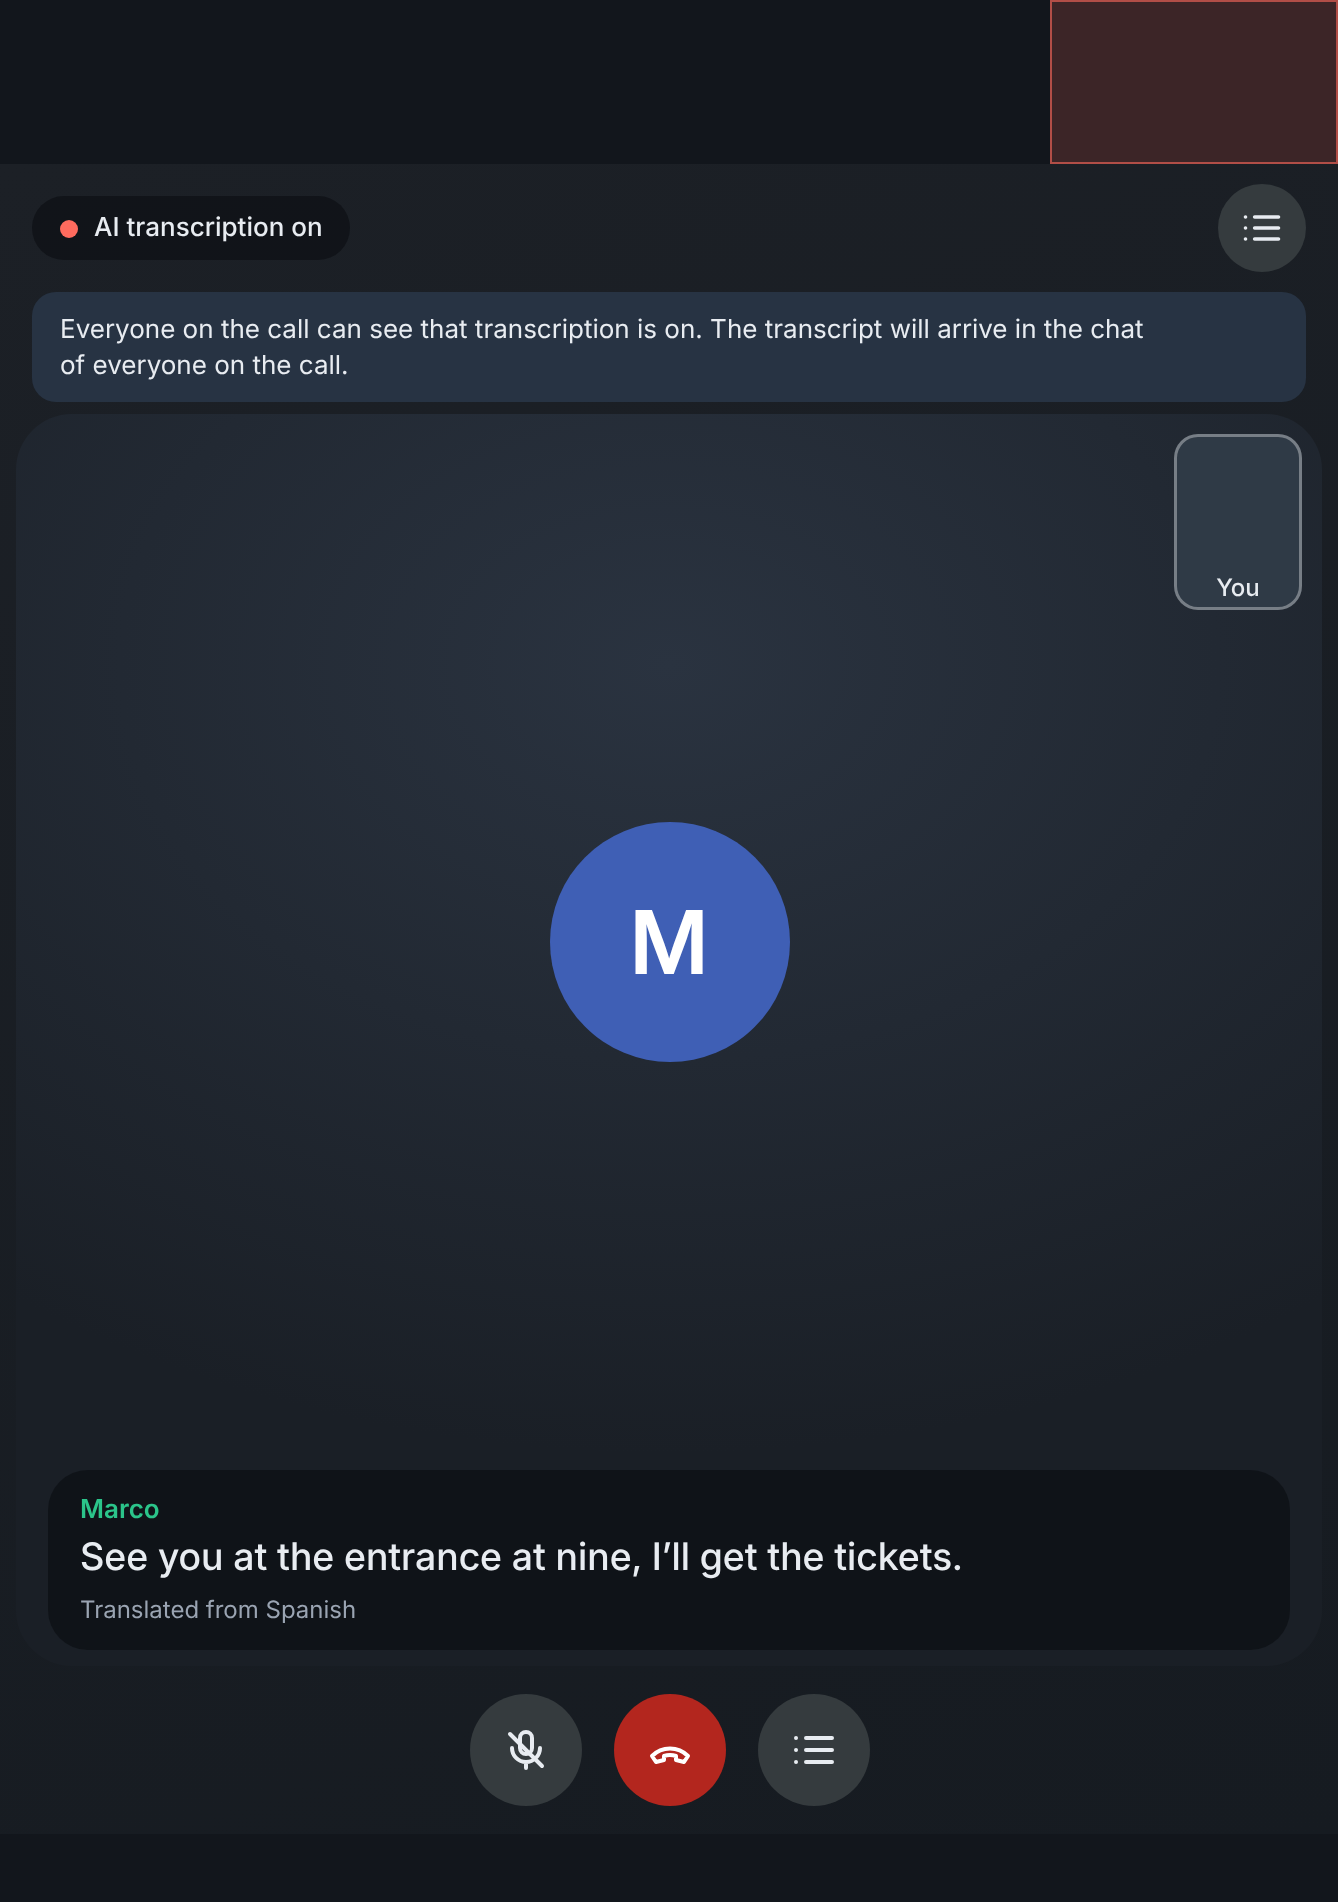 AI transcription on
Everyone on the call can see that transcription is on. The transcript will arrive in the chat
of everyone on the call.
You
M
Marco
See you at the entrance at nine, I’ll get the tickets.
Translated from Spanish